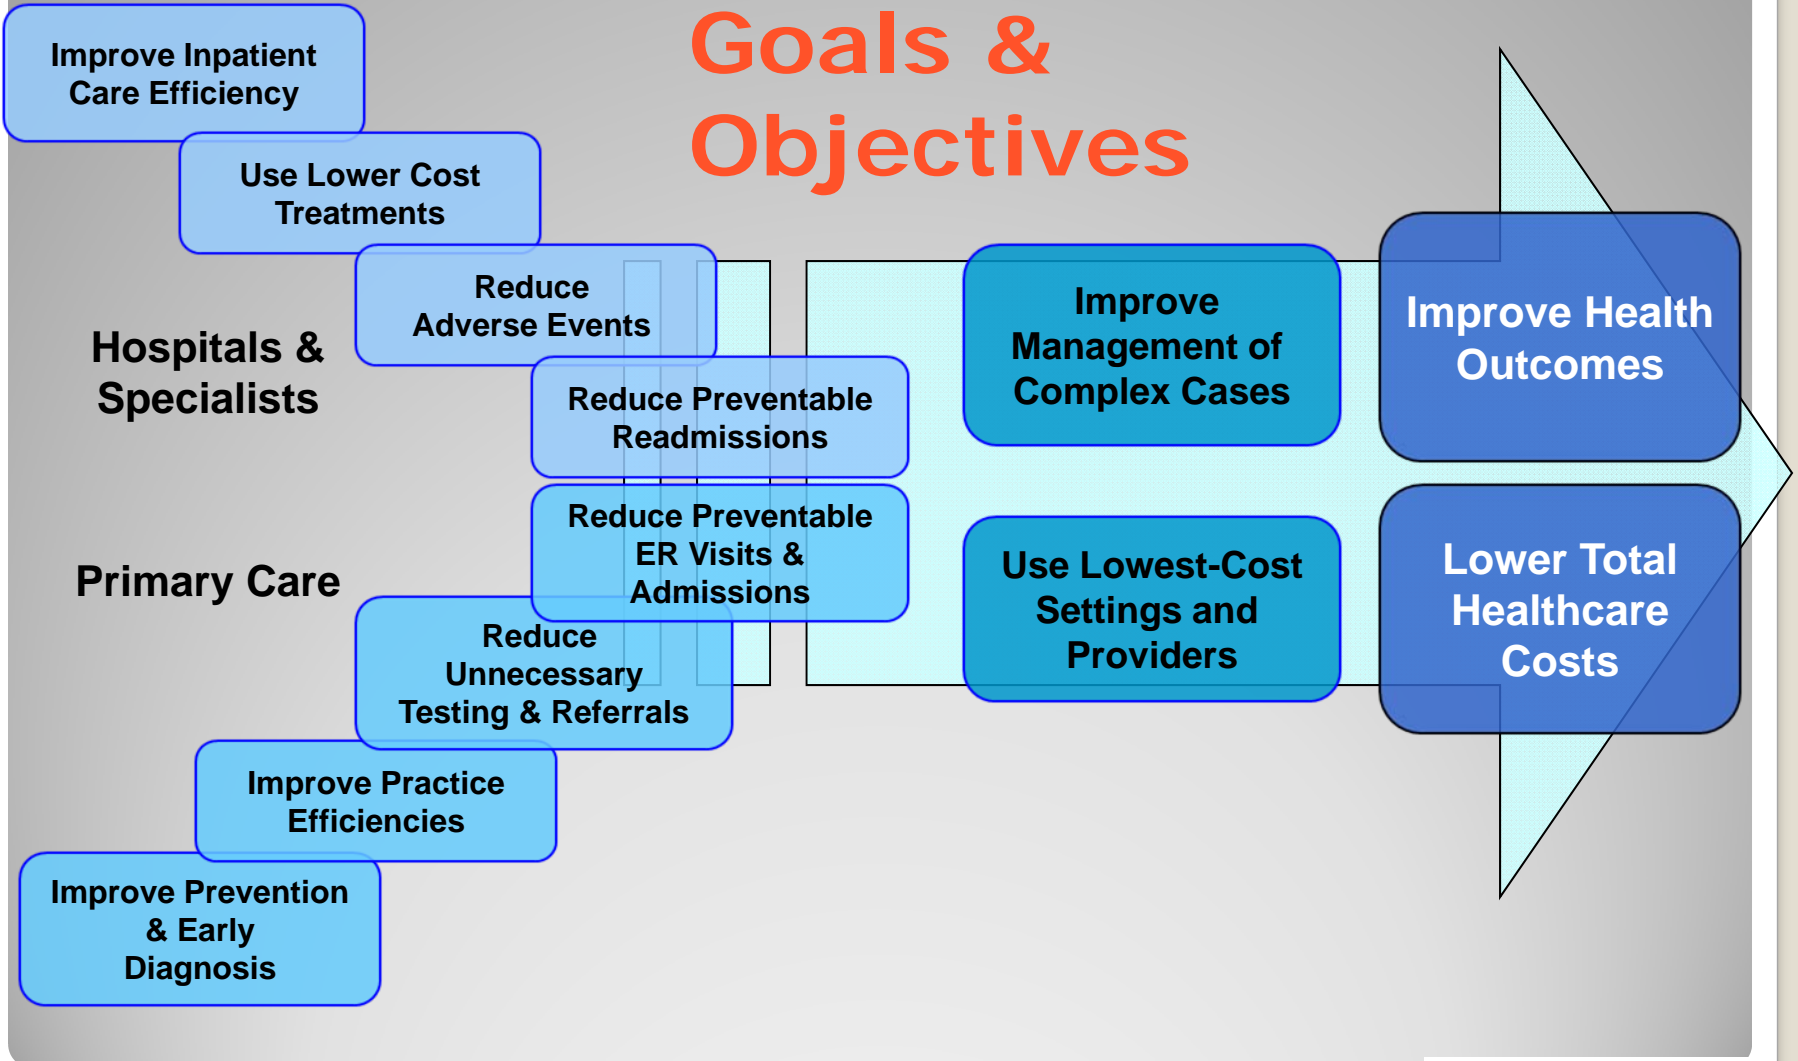 Goals &
Objectives
Improve Inpatient
Care Efficiency
Use Lower Cost
Treatments
Reduce
Adverse Events
Hospitals &
Specialists
Reduce Preventable
Readmissions
Improve
Management of
Complex Cases
Improve Health
Outcomes
Primary Care
Reduce Preventable
ER Visits &
Admissions
Reduce
Unnecessary
Testing & Referrals
Improve Practice
Efficiencies
Improve Prevention
& Early
Diagnosis
Use Lowest-Cost
Settings and
Providers
Lower Total
Healthcare
Costs